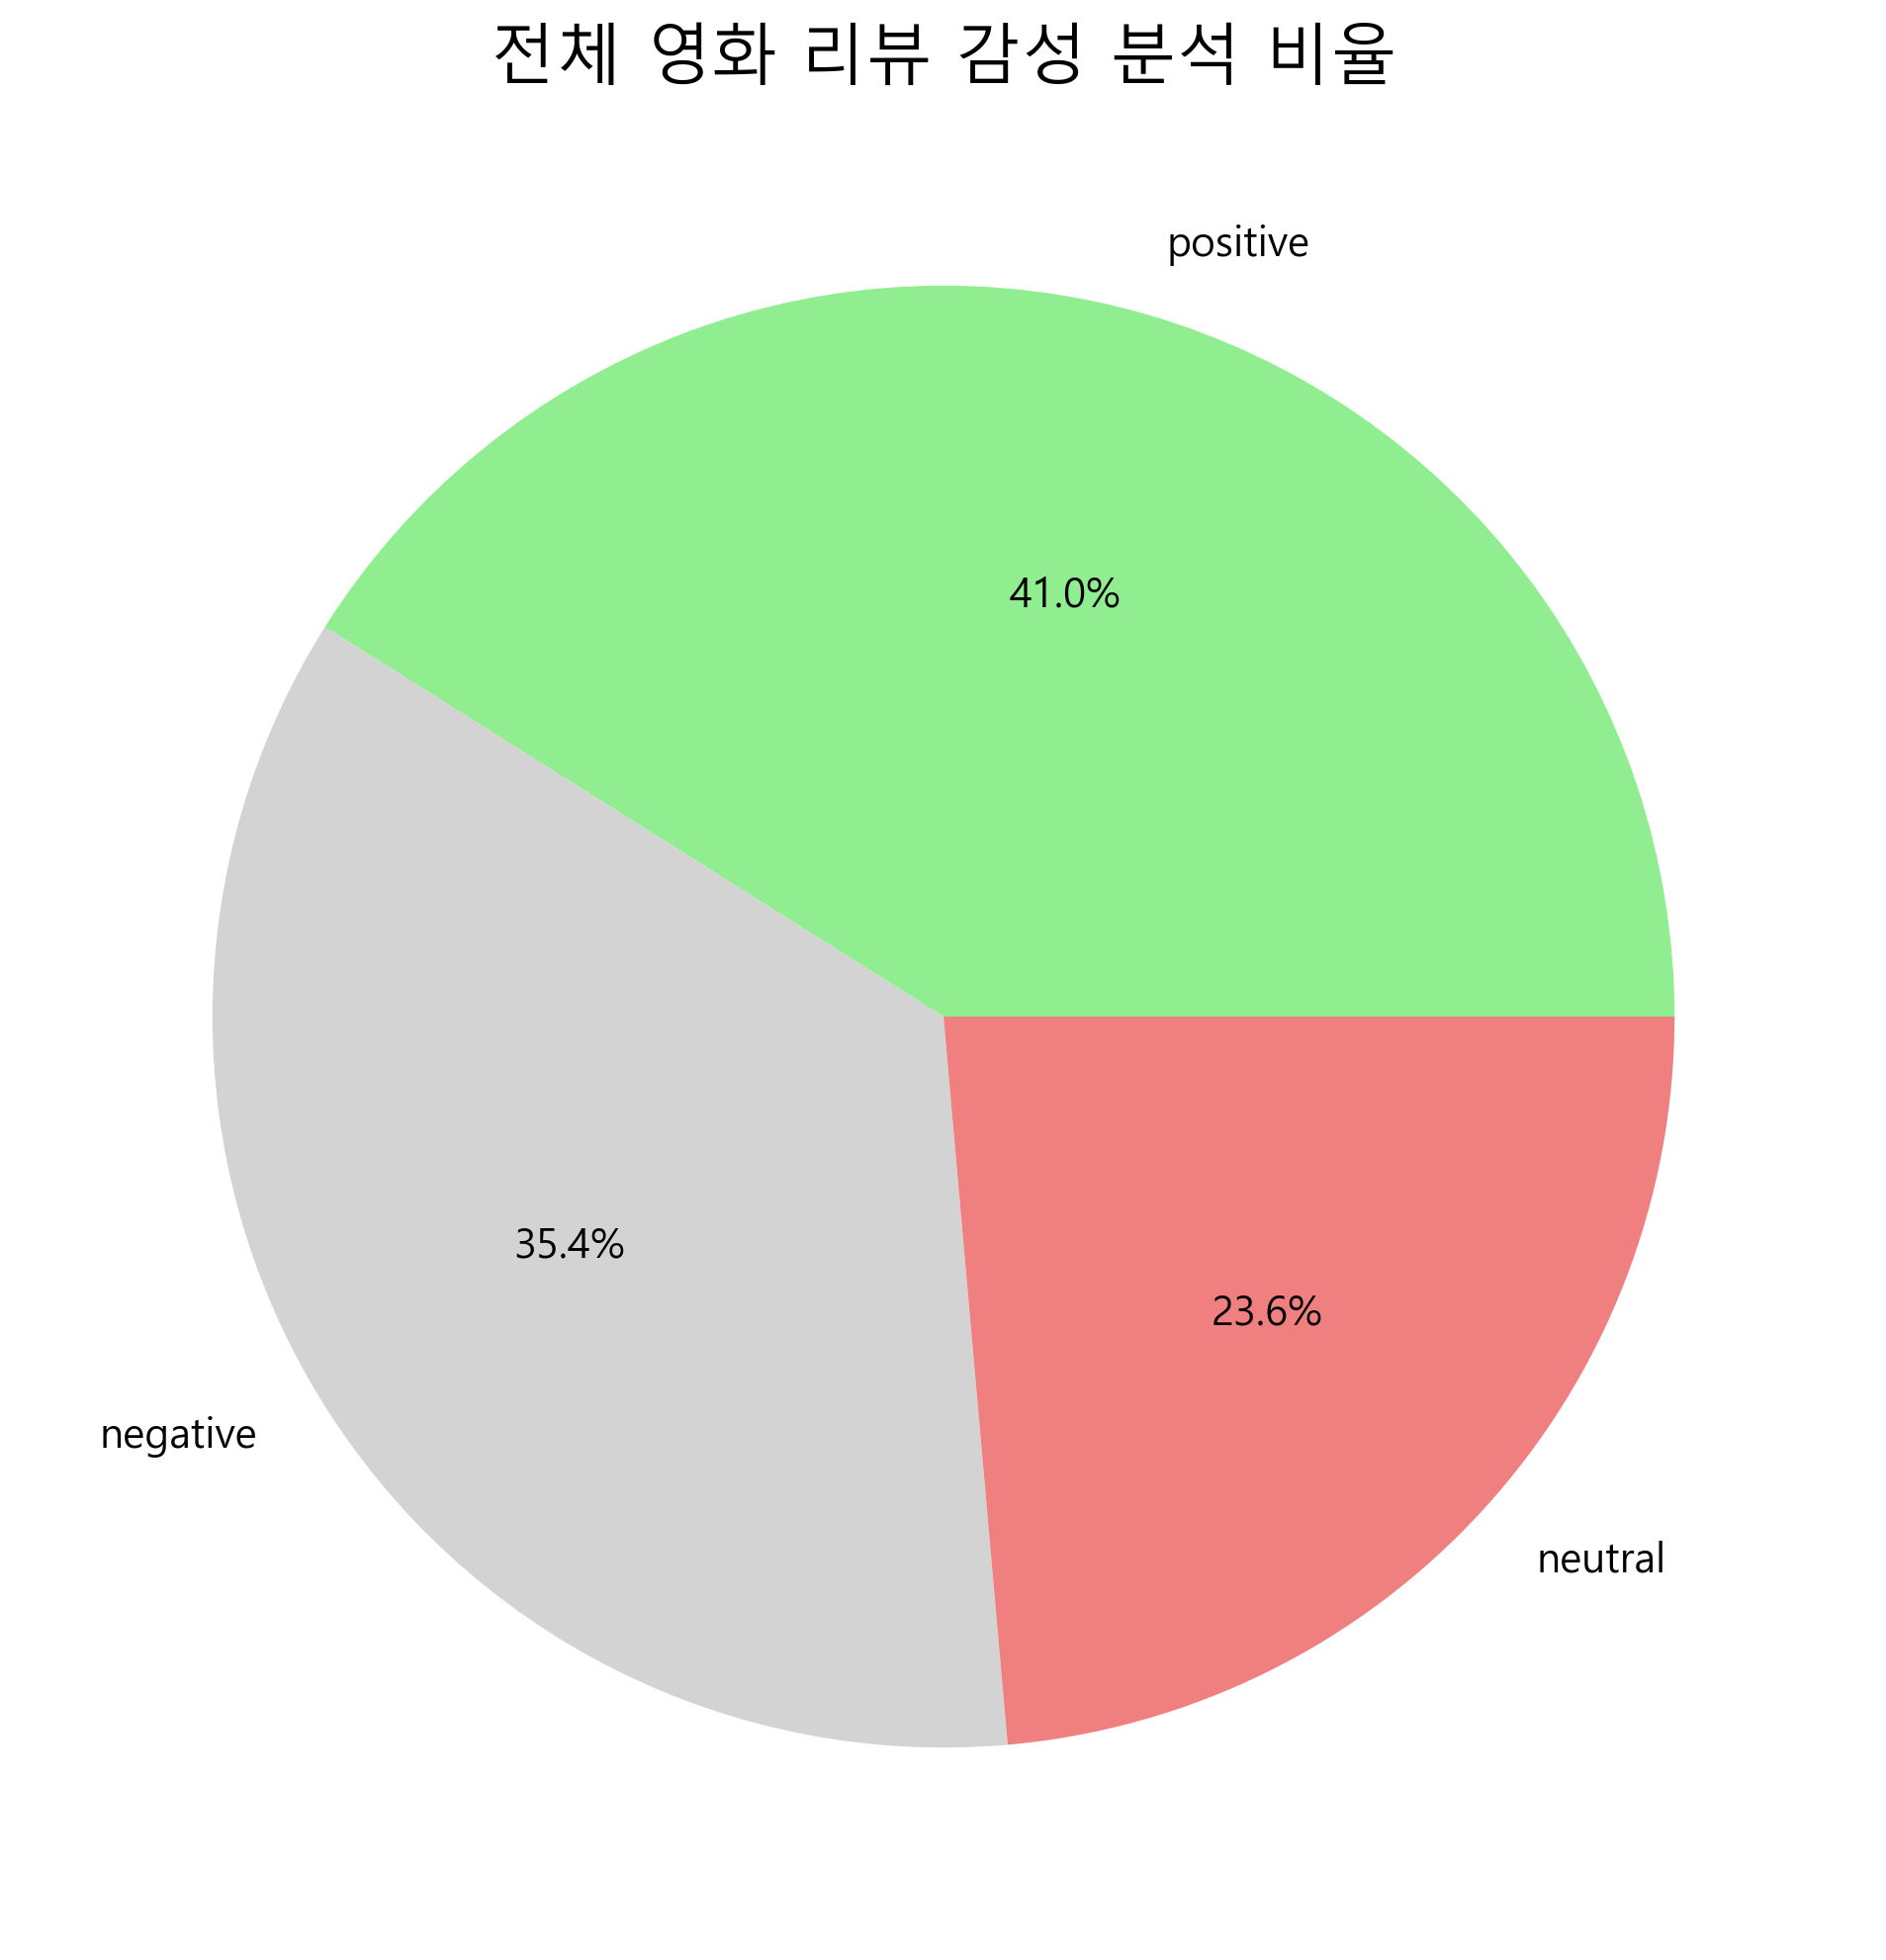 전체 영화 리뷰 감성 분석 비율
positive
41.0%
35.4%
23.6%
negative
neutral